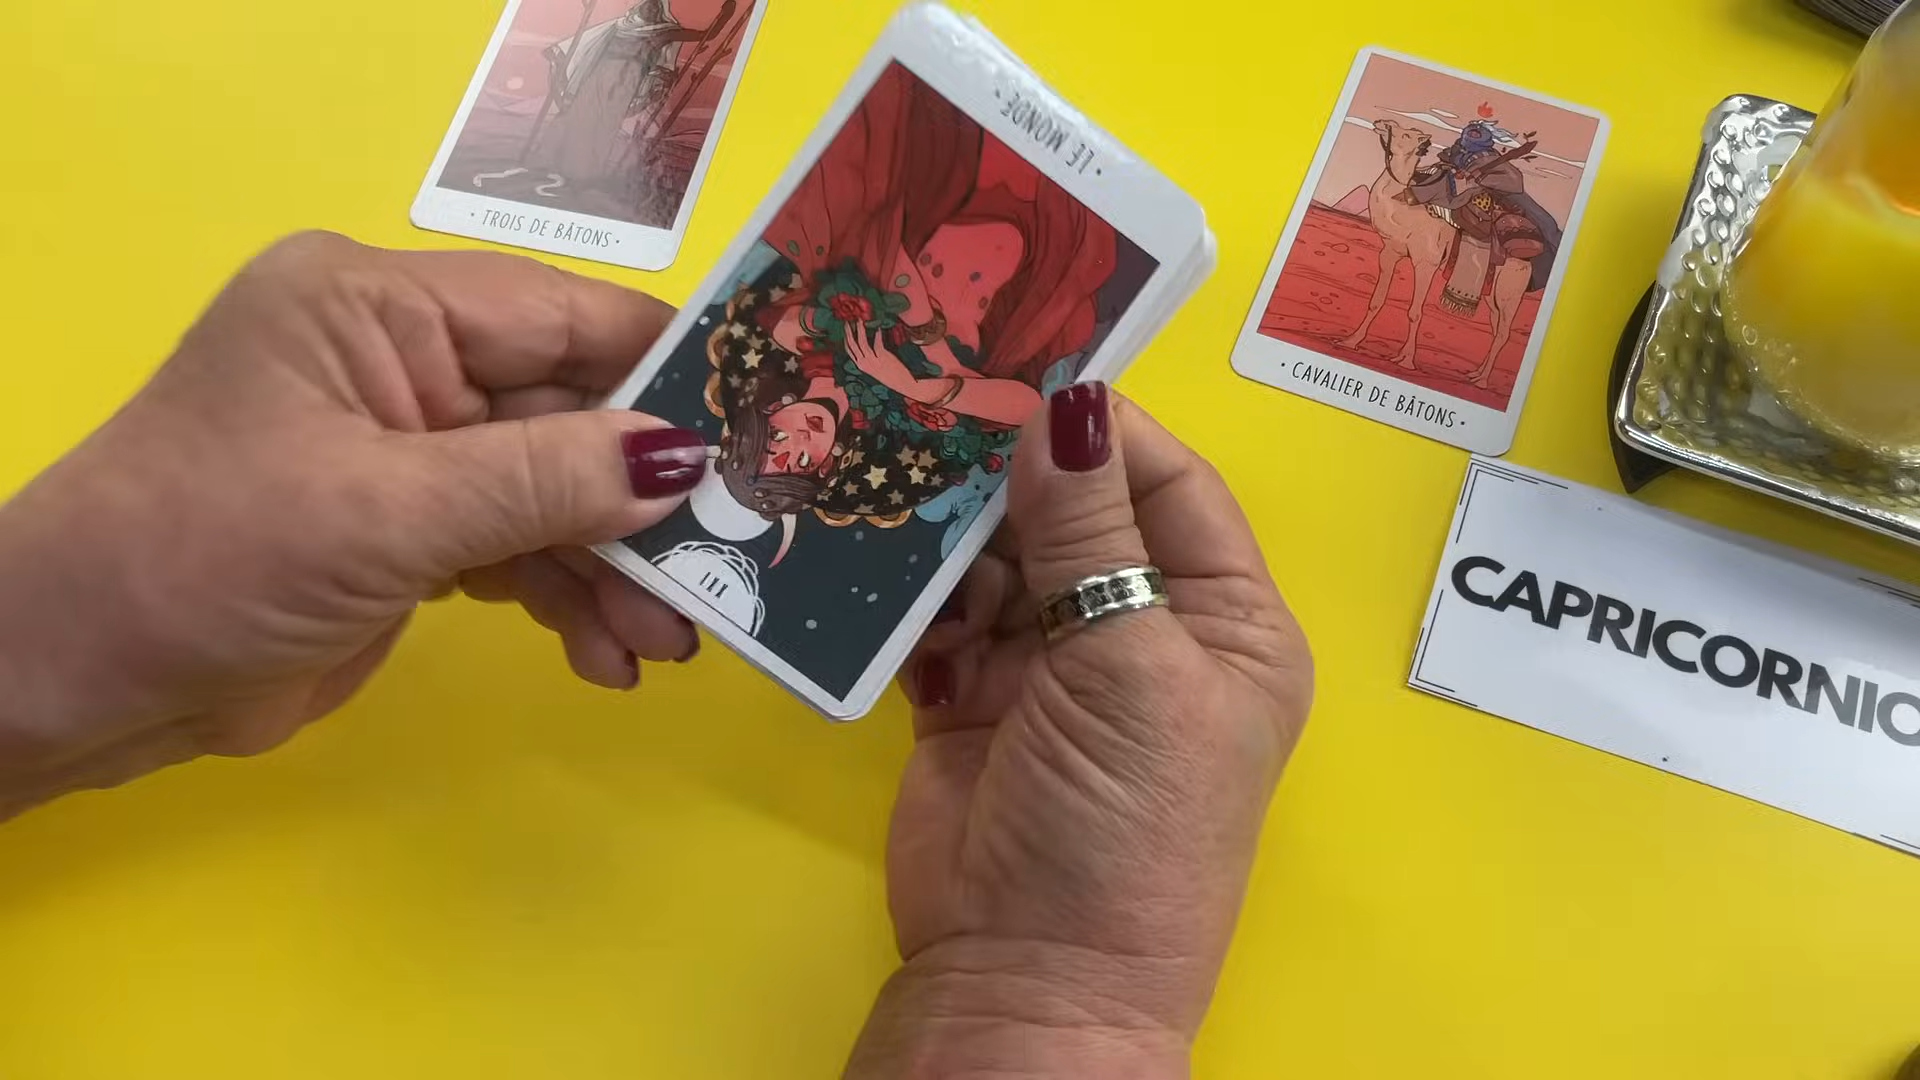 · LE MONDE ·
· TROIS DE BÂTONS ·
· CAVALIER DE BÂTONS ·
XXI
CAPRICORNIO